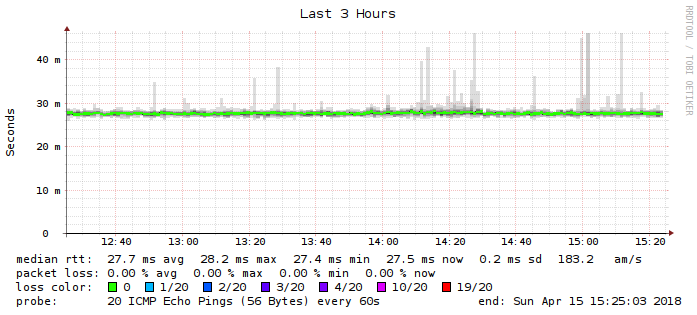 Last 3 Hours
RRDTOOL / TOBI OETIKER
Seconds
40 m
30 m
20 m
10 m
0
12:40 13:00 13:20 13:40 14:00 14:20 14:40 15:00 15:20
median rtt: 27.7 ms avg 28.2 ms max 27.4 ms min 27.5 ms now 0.2 ms sd 183.2 am/s
packet loss: 0.00 % avg 0.00 % max 0.00 % min 0.00 % now
loss color: 0 1/20 2/20 3/20 4/20 10/20 19/20
probe: 20 ICMP Echo Pings (56 Bytes) every 60s end: Sun Apr 15 15:25:03 2018